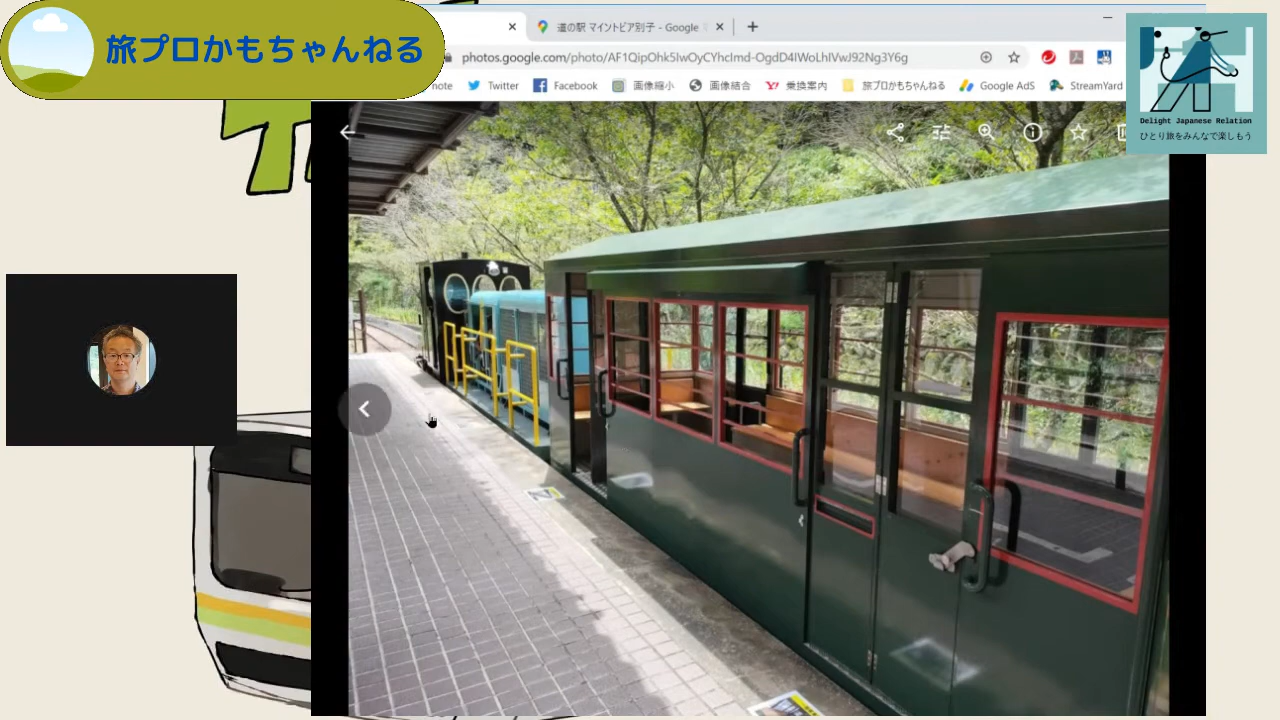 旅プロかもちゃんねる
道の駅 マイントピア別子 - Google
photos.google.com/photo/AF1QipOhk5IwOyCYhcImd-OgdD4IWoLhIVwJ92Ng3Y6g
note Twitter Facebook 画像縮小 画像結合 乗換案内 旅プロかもちゃんねる Google AdS StreamYard
Delight Japanese Relation
ひとり旅をみんなで楽しもう